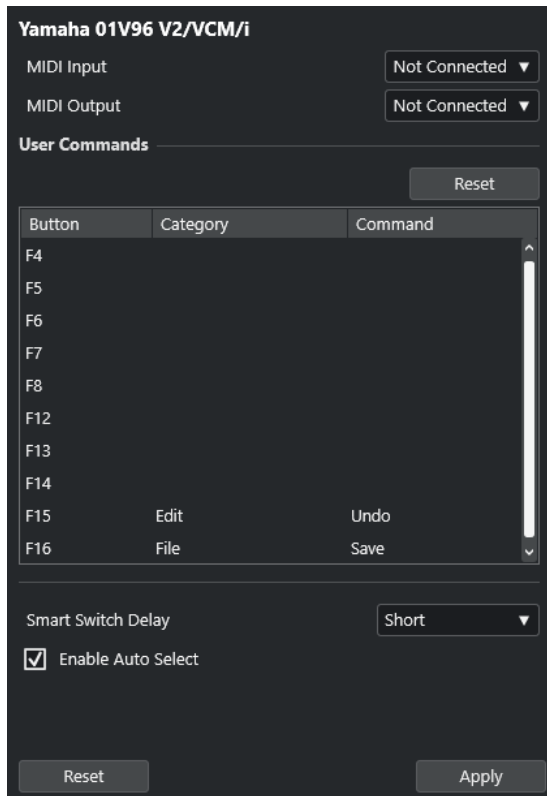 Yamaha 01V96 V2/VCM/i
MIDI Input Not Connected
MIDI Output Not Connected
User Commands
Reset
Button Category Command
F4
F5
F6
F7
F8
F12
F13
F14
F15 Edit Undo
F16 File Save
Smart Switch Delay Short
Enable Auto Select
Reset Apply